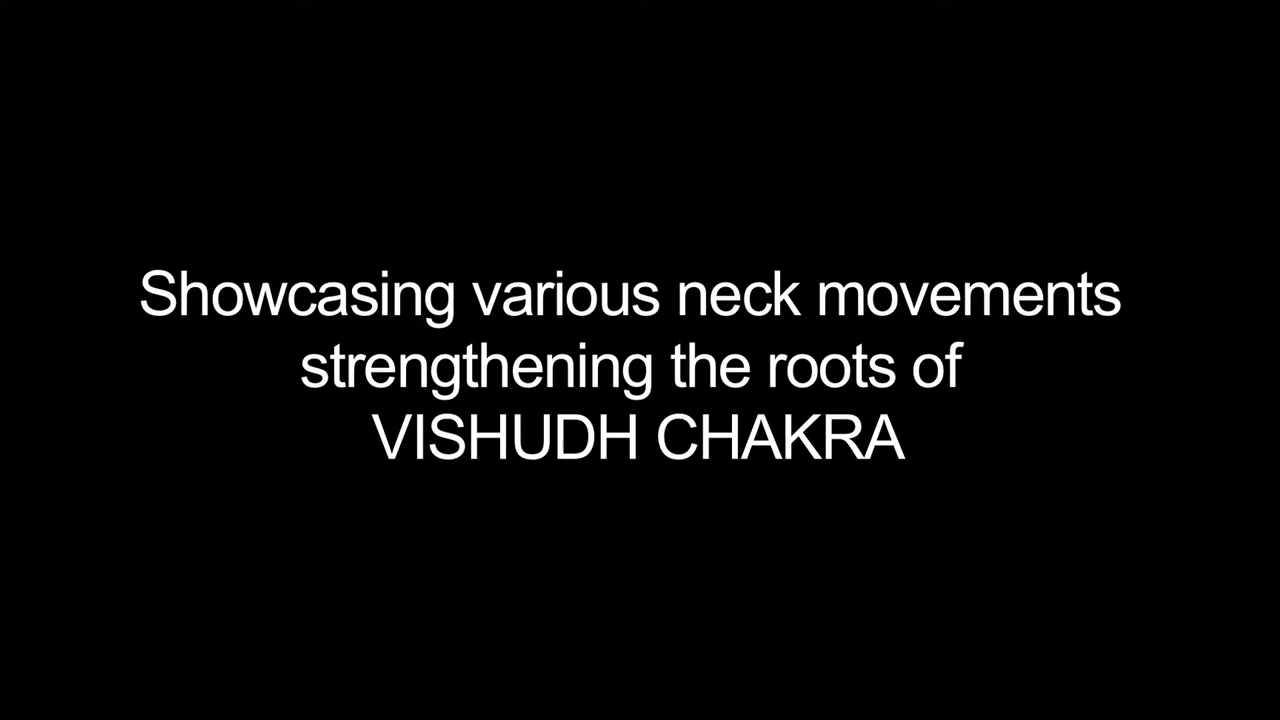 Showcasing various neck movements
strengthening the roots of
VISHUDH CHAKRA